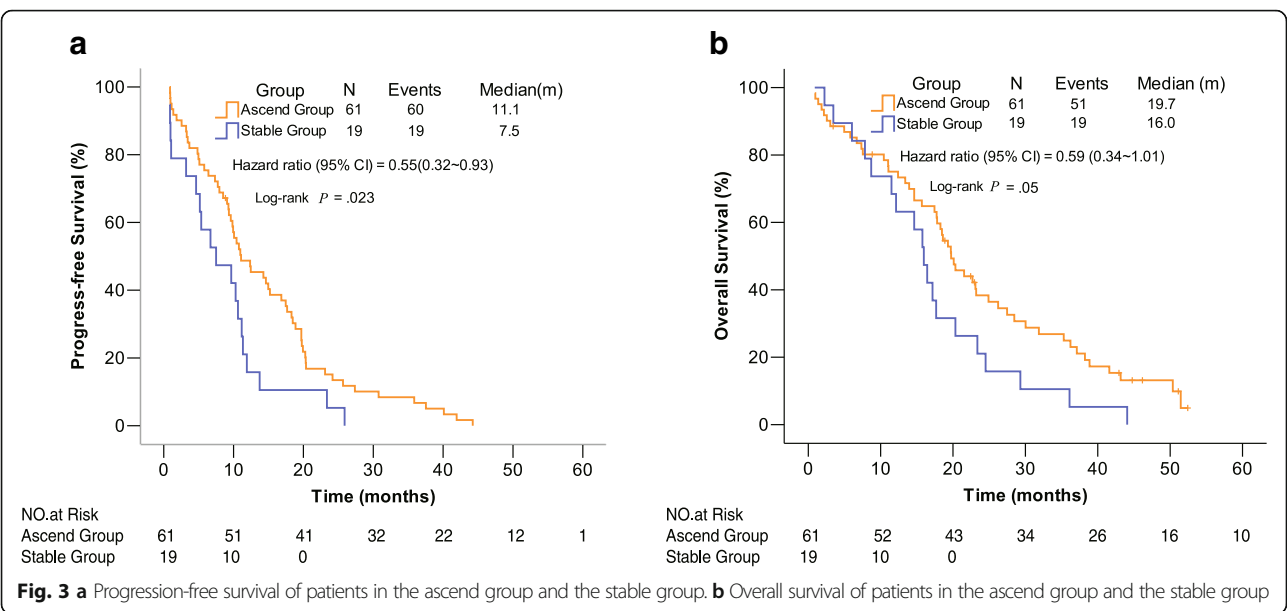 a
Group N Events Median(m)
Ascend Group 61 60 11.1
Stable Group 19 19 7.5
Hazard ratio (95% CI) = 0.55(0.32~0.93)
Log-rank P = .023
Progress-free Survival (%)
100
80
60
40
20
0
0 10 20 30 40 50 60
Time (months)
NO.at Risk
Ascend Group 61 51 41 32 22 12 1
Stable Group 19 10 0
b
Group N Events Median (m)
Ascend Group 61 51 19.7
Stable Group 19 19 16.0
Hazard ratio (95% CI) = 0.59 (0.34~1.01)
Log-rank P = .05
Overall Survival (%)
100
80
60
40
20
0
0 10 20 30 40 50 60
Time (months)
NO.at Risk
Ascend Group 61 52 43 34 26 16 10
Stable Group 19 10 0
Fig. 3 a Progression-free survival of patients in the ascend group and the stable group. b Overall survival of patients in the ascend group and the stable group